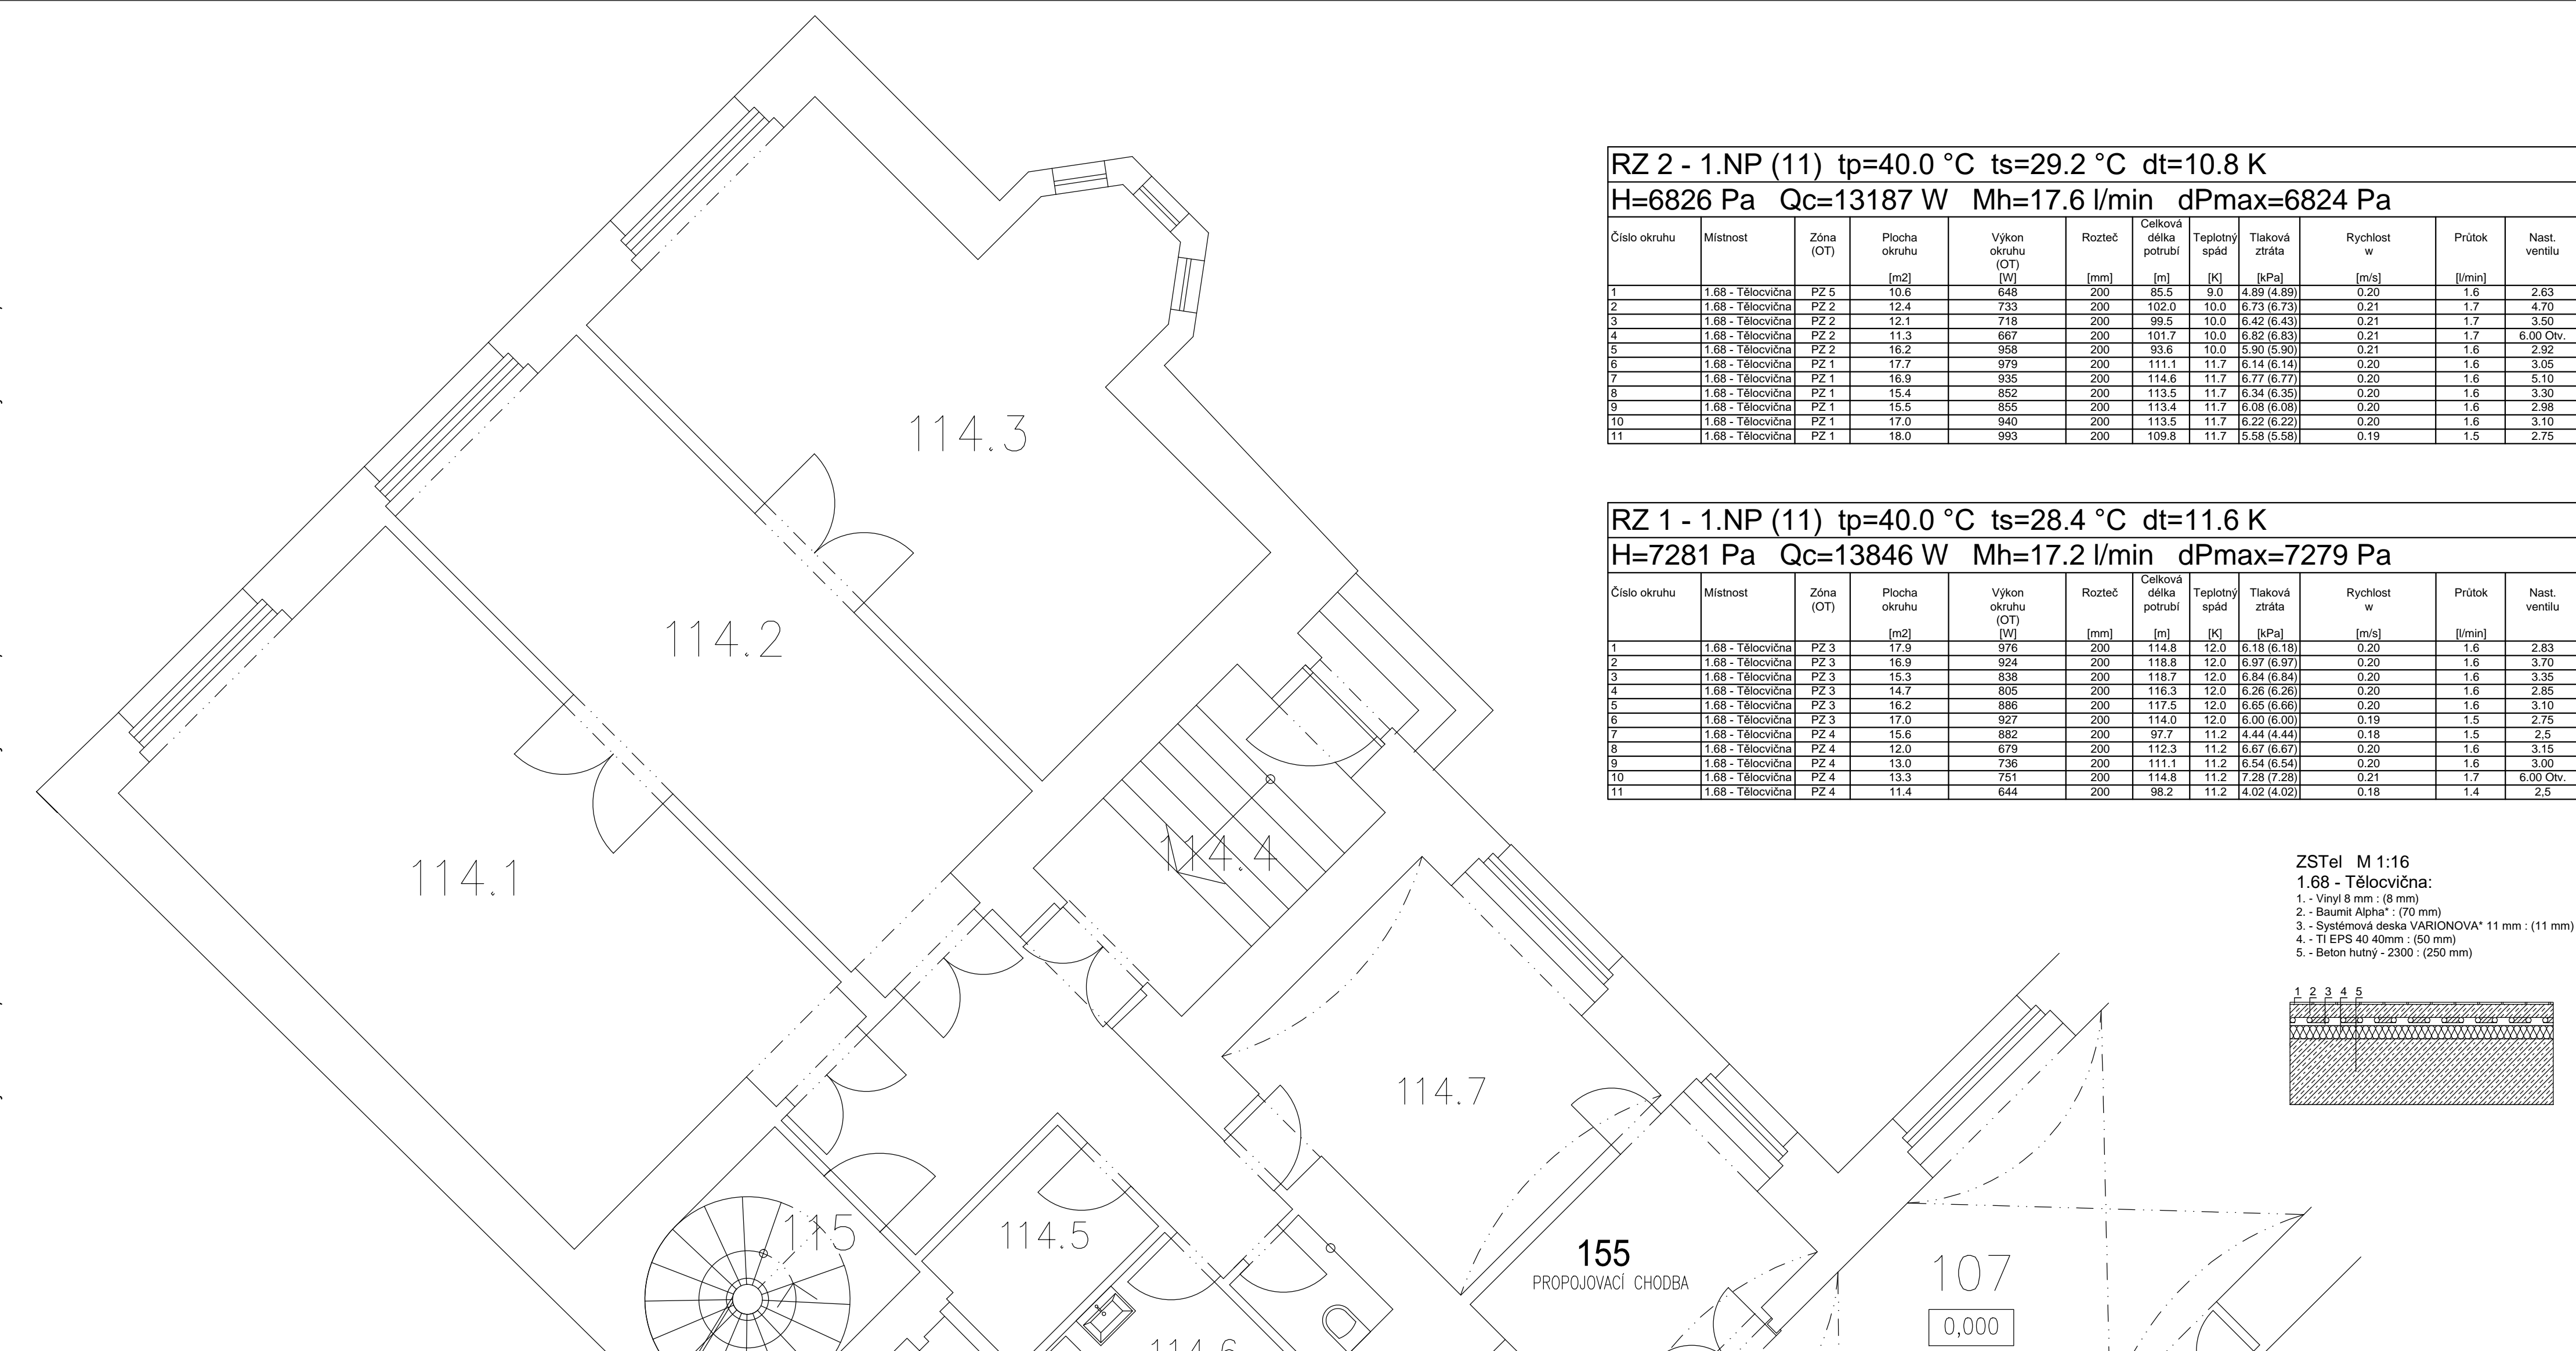 RZ 2 - 1.NP (11) tp=40.0 °C ts=29.2 °C dt=10.8 K
H=6826 Pa Qc=13187 W Mh=17.6 l/min dPmax=6824 Pa
Číslo okruhu Místnost Zóna (OT) Plocha okruhu [m2] Výkon okruhu (OT) [W] Rozteč [mm] Celková délka potrubí [m] Teplotný spád [K] Tlaková ztráta [kPa] Rychlost w [m/s] Průtok [l/min] Nast. ventilu
1 1.68 - Tělocvična PZ 5 10.6 648 200 85.5 9.0 4.89 (4.89) 0.20 1.6 2.63
2 1.68 - Tělocvična PZ 2 12.4 733 200 102.0 10.0 6.73 (6.73) 0.21 1.7 4.70
3 1.68 - Tělocvična PZ 2 12.1 718 200 99.5 10.0 6.42 (6.43) 0.21 1.7 3.50
4 1.68 - Tělocvična PZ 2 11.3 667 200 101.7 10.0 6.82 (6.83) 0.21 1.7 6.00 Otv.
5 1.68 - Tělocvična PZ 2 16.2 958 200 93.6 10.0 5.90 (5.90) 0.21 1.6 2.92
6 1.68 - Tělocvična PZ 1 17.7 979 200 111.1 11.7 6.14 (6.14) 0.20 1.6 3.05
7 1.68 - Tělocvična PZ 1 16.9 935 200 114.6 11.7 6.77 (6.77) 0.20 1.6 5.10
8 1.68 - Tělocvična PZ 1 15.4 852 200 113.5 11.7 6.34 (6.35) 0.20 1.6 3.30
9 1.68 - Tělocvična PZ 1 15.5 855 200 113.4 11.7 6.08 (6.08) 0.20 1.6 2.98
10 1.68 - Tělocvična PZ 1 17.0 940 200 113.5 11.7 6.22 (6.22) 0.20 1.6 3.10
11 1.68 - Tělocvična PZ 1 18.0 993 200 109.8 11.7 5.58 (5.58) 0.19 1.5 2.75
RZ 1 - 1.NP (11) tp=40.0 °C ts=28.4 °C dt=11.6 K
H=7281 Pa Qc=13846 W Mh=17.2 l/min dPmax=7279 Pa
Číslo okruhu Místnost Zóna (OT) Plocha okruhu [m2] Výkon okruhu (OT) [W] Rozteč [mm] Celková délka potrubí [m] Teplotný spád [K] Tlaková ztráta [kPa] Rychlost w [m/s] Průtok [l/min] Nast. ventilu
1 1.68 - Tělocvična PZ 3 17.9 976 200 114.8 12.0 6.18 (6.18) 0.20 1.6 2.83
2 1.68 - Tělocvična PZ 3 16.9 924 200 118.8 12.0 6.97 (6.97) 0.20 1.6 3.70
3 1.68 - Tělocvična PZ 3 15.3 838 200 118.7 12.0 6.84 (6.84) 0.20 1.6 3.35
4 1.68 - Tělocvična PZ 3 14.7 805 200 116.3 12.0 6.26 (6.26) 0.20 1.6 2.85
5 1.68 - Tělocvična PZ 3 16.2 886 200 117.5 12.0 6.65 (6.66) 0.20 1.6 3.10
6 1.68 - Tělocvična PZ 3 17.0 927 200 114.0 12.0 6.00 (6.00) 0.19 1.5 2.75
7 1.68 - Tělocvična PZ 4 15.6 882 200 97.7 11.2 4.44 (4.44) 0.18 1.5 2,5
8 1.68 - Tělocvična PZ 4 12.0 679 200 112.3 11.2 6.67 (6.67) 0.20 1.6 3.15
9 1.68 - Tělocvična PZ 4 13.0 736 200 111.1 11.2 6.54 (6.54) 0.20 1.6 3.00
10 1.68 - Tělocvična PZ 4 13.3 751 200 114.8 11.2 7.28 (7.28) 0.21 1.7 6.00 Otv.
11 1.68 - Tělocvična PZ 4 11.4 644 200 98.2 11.2 4.02 (4.02) 0.18 1.4 2,5
ZSTel M 1:16
1.68 - Tělocvična:
1. - Vinyl 8 mm : (8 mm)
2. - Baumit Alpha* : (70 mm)
3. - Systémová deska VARIONOVA* 11 mm : (11 mm)
4. - TI EPS 40 40mm : (50 mm)
5. - Beton hutný - 2300 : (250 mm)
1 2 3 4 5
114.3
114.2
114.1
114.4
114.7
115
114.5
155
PROPOJOVACÍ CHODBA
107
0,000
114.6